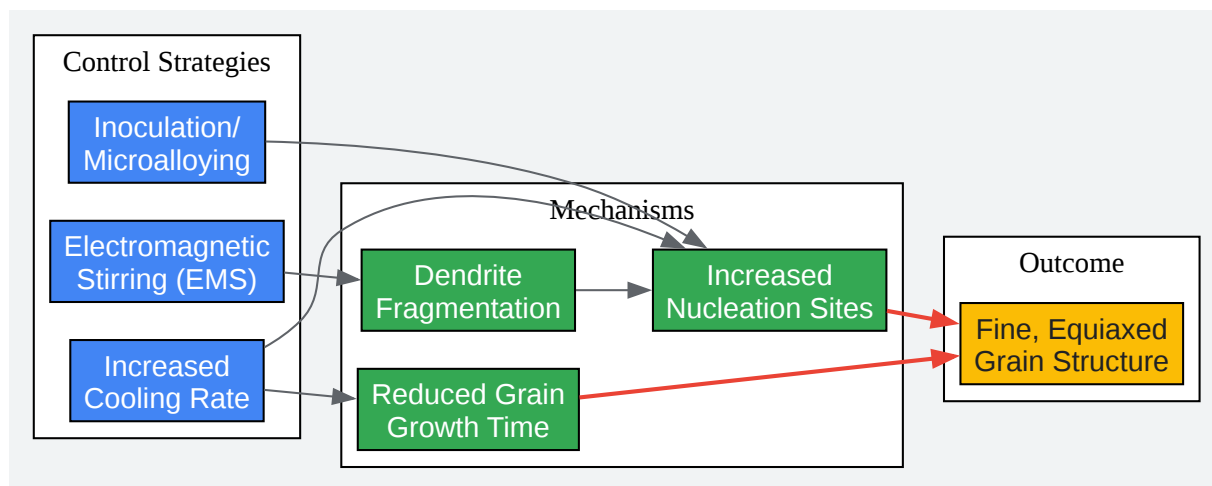 Control Strategies
Inoculation/
Microalloying
Electromagnetic
Stirring (EMS)
Increased
Cooling Rate
Mechanisms
Dendrite
Fragmentation
Increased
Nucleation Sites
Reduced Grain
Growth Time
Outcome
Fine, Equiaxed
Grain Structure